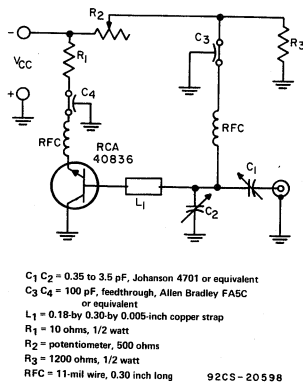 R2
C3
R3
-
VCC
+
R1
C4
RFC
RCA
40836
RFC
L1
C2
C1
C1 C2 = 0.35 to 3.5 pF, Johanson 4701 or equivalent
C3 C4 = 100 pF, feedthrough, Allen Bradley FA5C
or equivalent
L1 = 0.18-by 0.30-by 0.005-inch copper strap
R1 = 10 ohms, 1/2 watt
R2 = potentiometer, 500 ohms
R3 = 1200 ohms, 1/2 watt
RFC = 11-mil wire, 0.30 inch long
92CS-20598